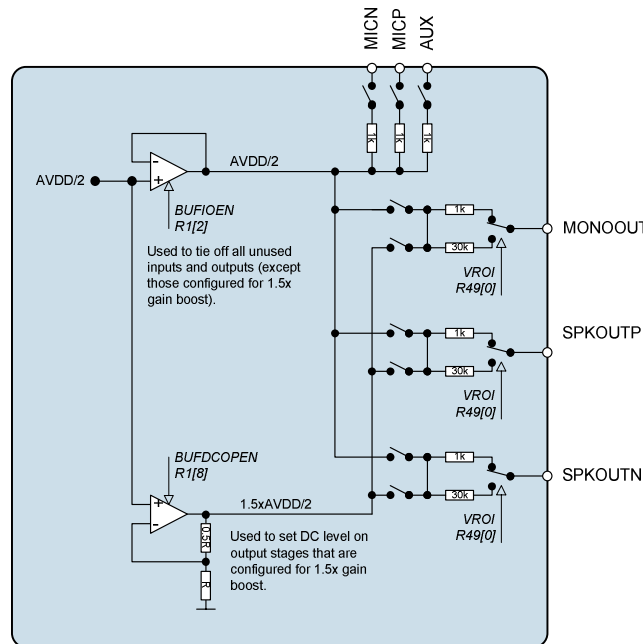 MICN
MICP
AUX
1k
1k
1k
AVDD/2
AVDD/2
-
+
BUFIOEN
R1[2]
Used to tie off all unused
inputs and outputs (except
those configured for 1.5x
gain boost).
1k
30k
MONOOUT
VROI
R49[0]
1k
30k
SPKOUTP
VROI
R49[0]
BUFDCOPEN
R1[8]
+
-
1.5xAVDD/2
0.5R
R
Used to set DC level on
output stages that are
configured for 1.5x gain
boost.
1k
30k
SPKOUTN
VROI
R49[0]